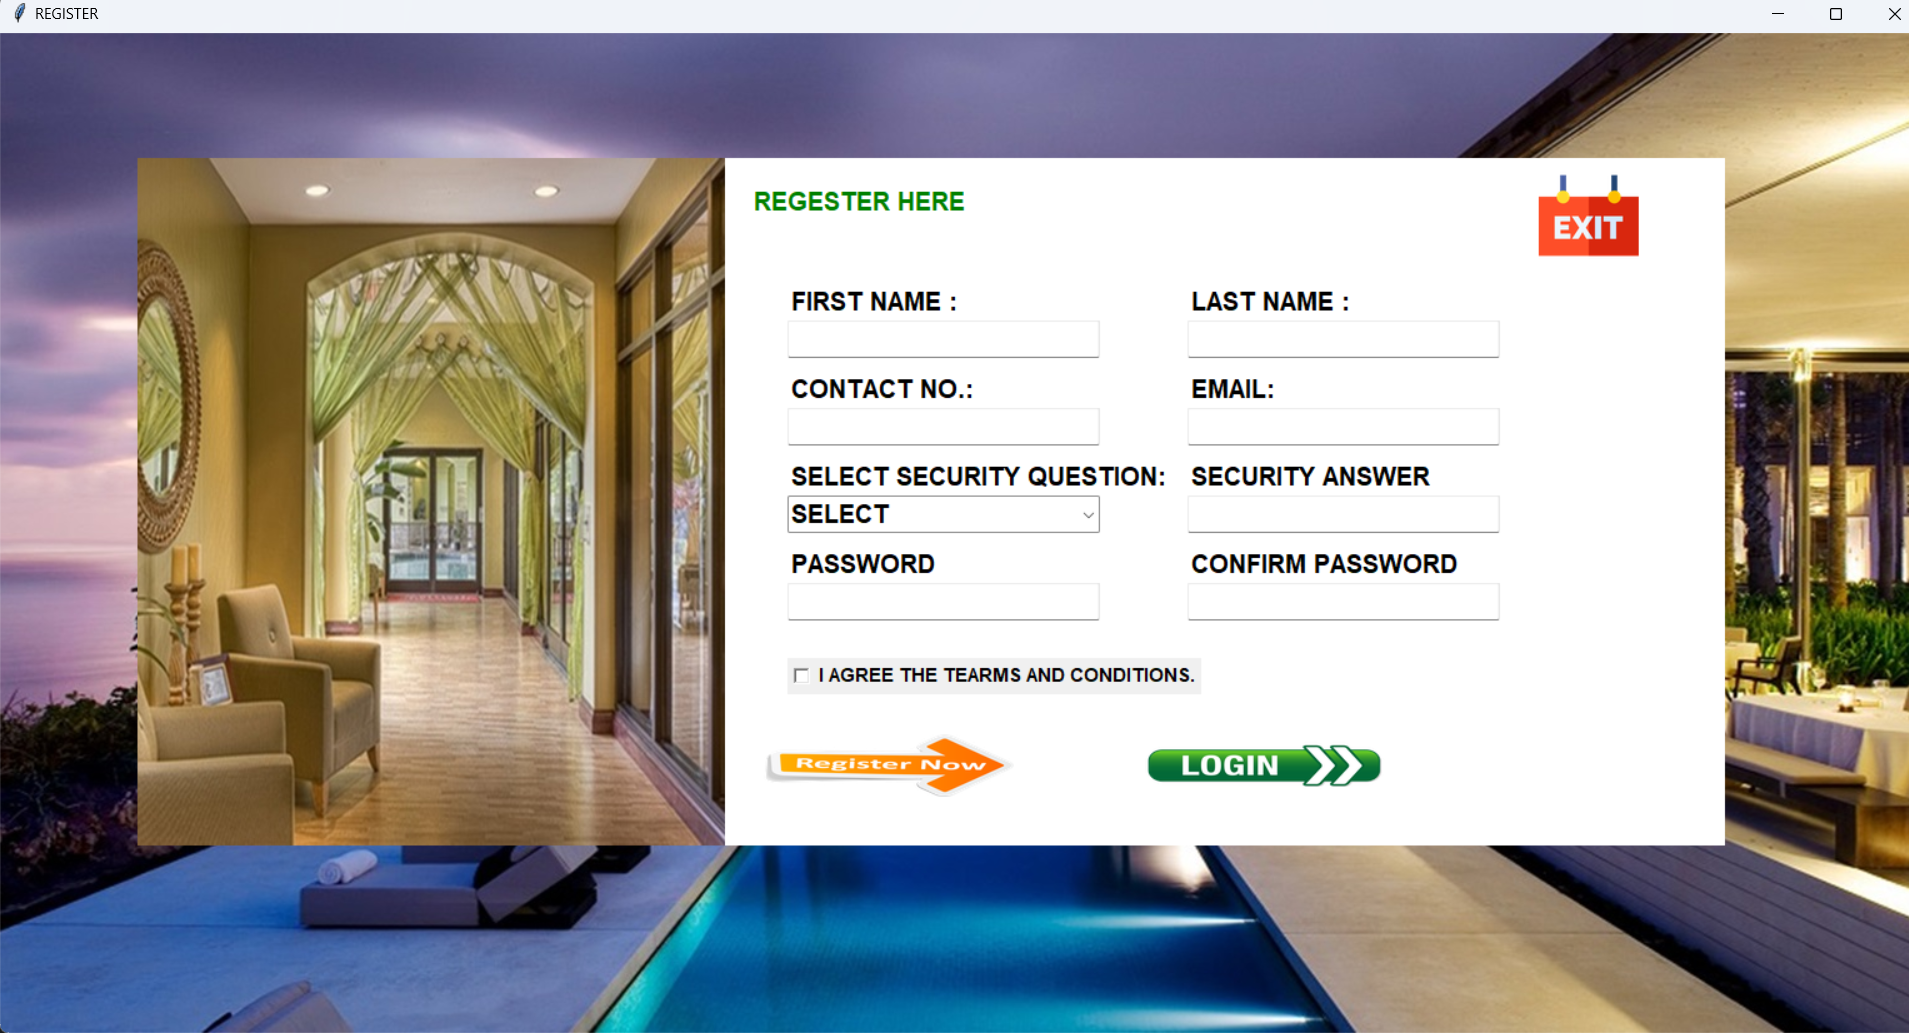 REGISTER
REGESTER HERE
EXIT
FIRST NAME :
LAST NAME :
CONTACT NO.:
EMAIL:
SELECT SECURITY QUESTION:
SECURITY ANSWER
SELECT
PASSWORD
CONFIRM PASSWORD
I AGREE THE TEARMS AND CONDITIONS.
Register Now
LOGIN